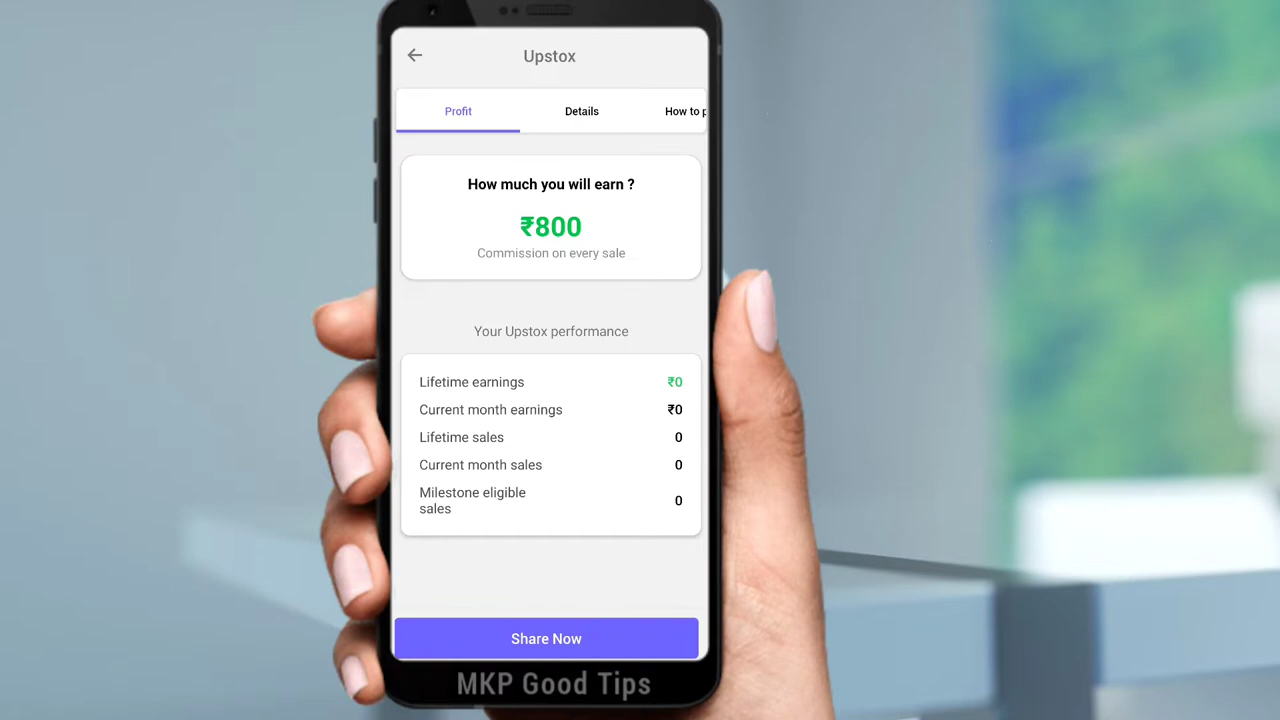 Upstox
Profit
Details
How to p
How much you will earn ?
₹800
Commission on every sale
Your Upstox performance
Lifetime earnings ₹0
Current month earnings ₹0
Lifetime sales 0
Current month sales 0
Milestone eligible
sales 0
Share Now
MKP Good Tips